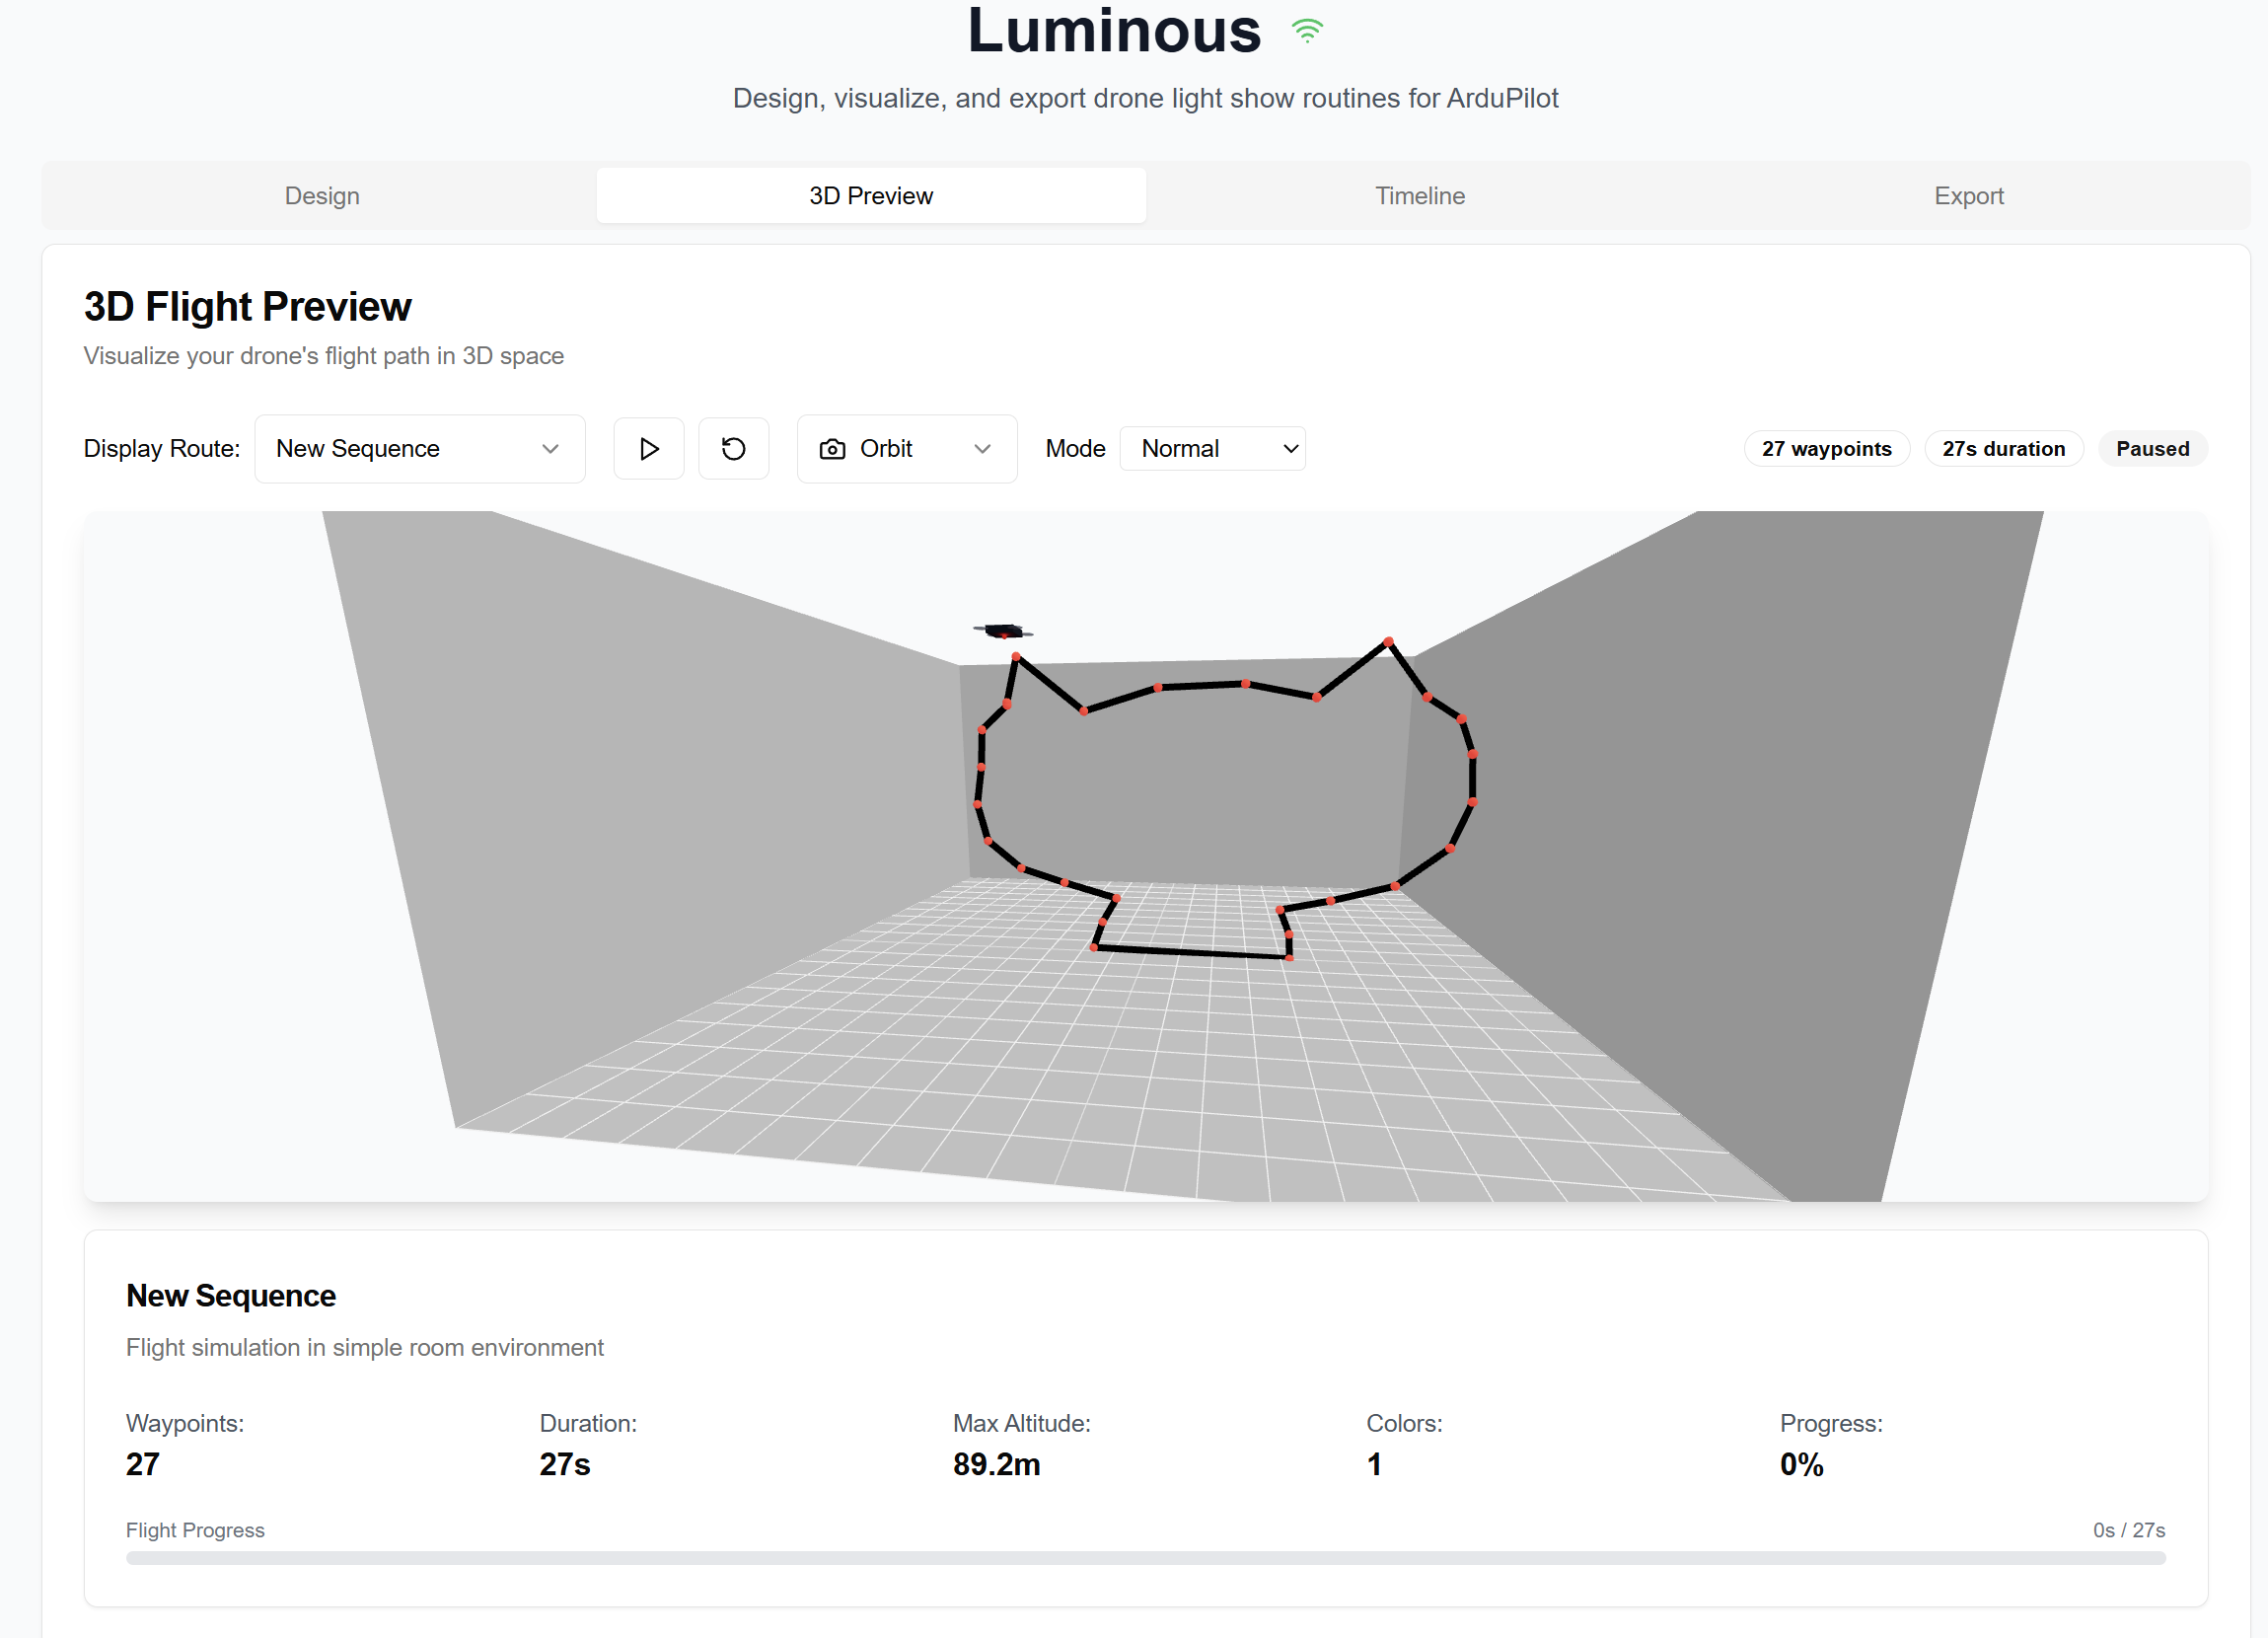 Luminous
Design, visualize, and export drone light show routines for ArduPilot
Design
3D Preview
Timeline
Export
3D Flight Preview
Visualize your drone's flight path in 3D space
Display Route: New Sequence Orbit Mode Normal 27 waypoints 27s duration Paused
New Sequence
Flight simulation in simple room environment
Waypoints: Duration: Max Altitude: Colors: Progress:
27 27s 89.2m 1 0%
Flight Progress 0s / 27s